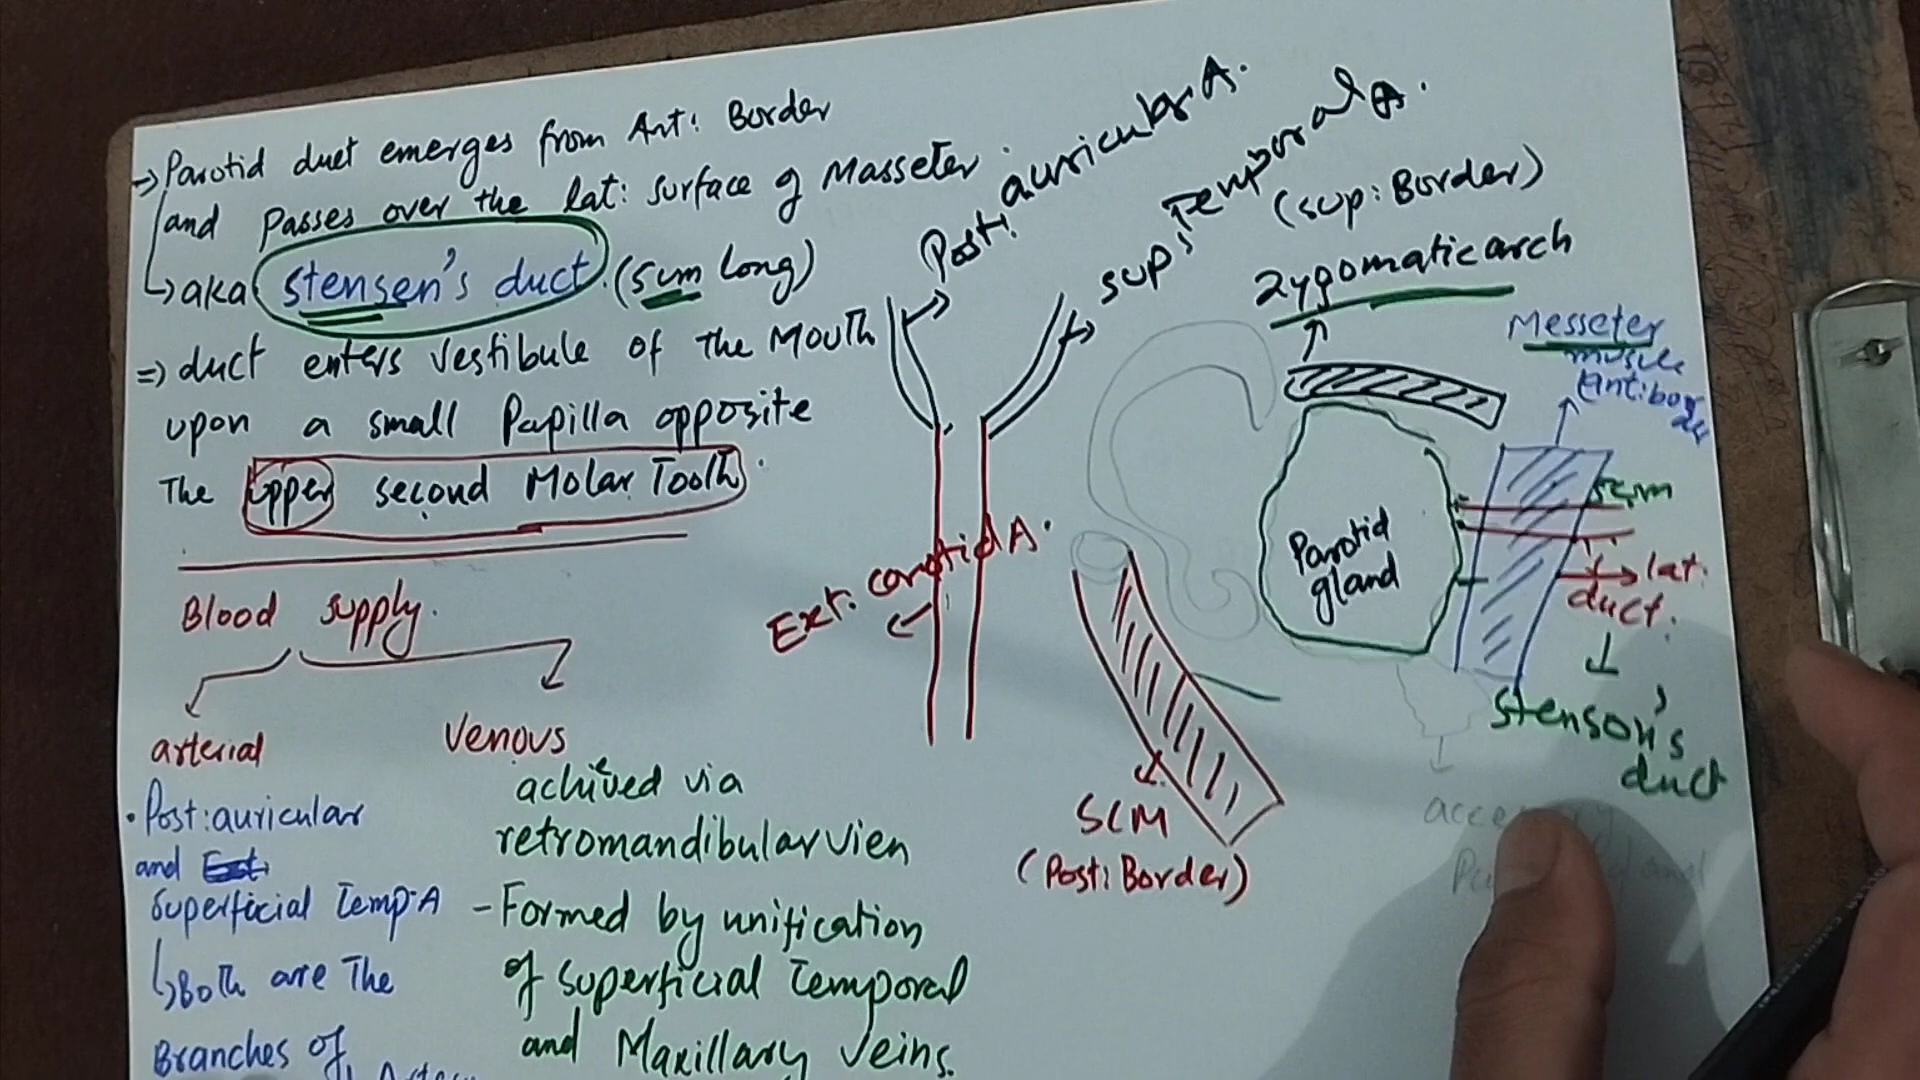 => Parotid duct emerges from Ant: Border
and Passes over the lat: surface of Masseter
aka Stensen's duct. (5cm long)
=> duct enters vestibule of the Mouth
upon a small Papilla opposite
The upper second Molar Tooth.
Blood supply.
arterial
Venous
• Post: auricular
and Ext:
Superficial Temp. A
Both are The
Branches of
achived via
retromandibular vien
- Formed by unification
of superficial Temporal
and Maxillary veins.
Post: auricular A.
sup: Temporal A.
Ext. carotid A.
(sup: Border)
zygomatic arch
Messeter
muscle
Parotid
gland
5cm
lat:
duct.
stenson's
duct
SCM
(Post: Border)